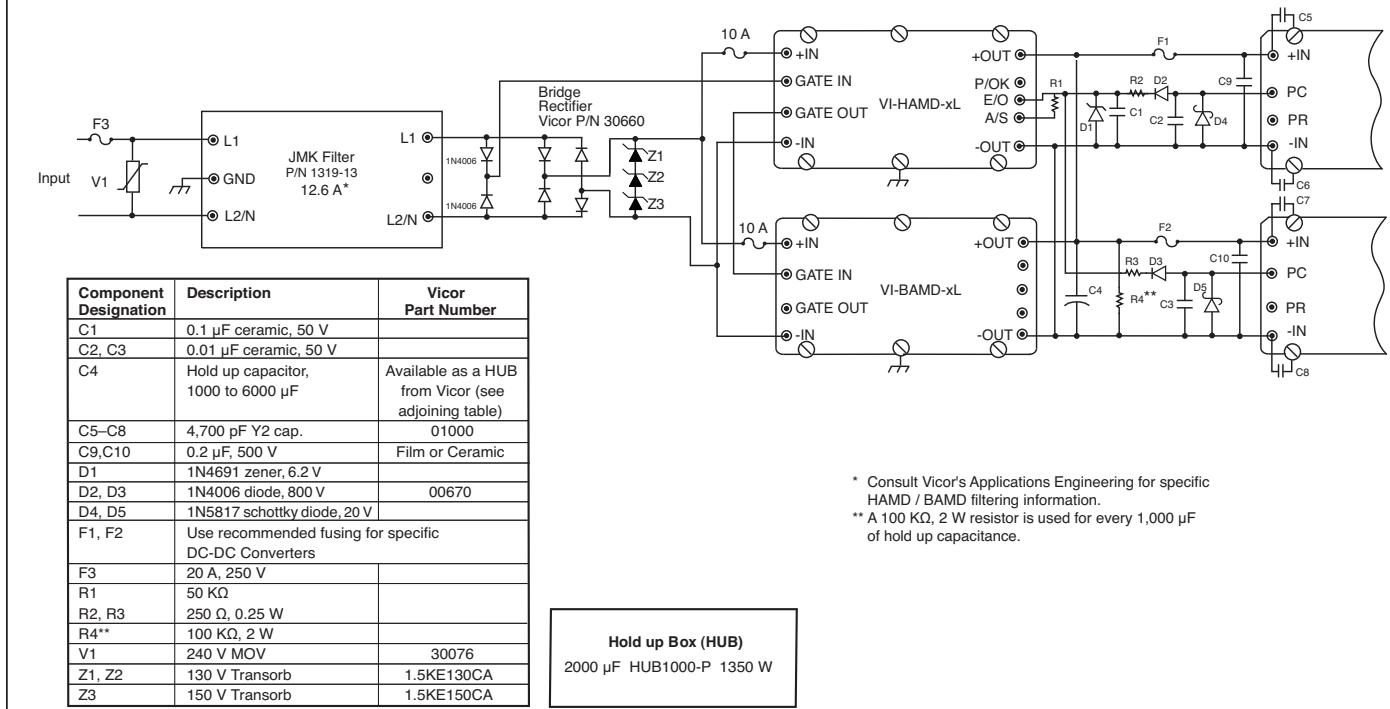 F3
Input
V1
L1
GND
L2/N
JMK Filter
P/N 1319-13
12.6 A*
L1
L2/N
1N4006
1N4006
Bridge
Rectifier
Vicor P/N 30660
Z1
Z2
Z3
10 A
+IN
GATE IN
GATE OUT
-IN
VI-HAMD-xL
+OUT
P/OK
E/O
A/S
-OUT
R1
D1
C1
R2
D2
C2
D4
F1
C9
C5
+IN
PC
PR
-IN
C6
10 A
+IN
GATE IN
GATE OUT
-IN
VI-BAMD-xL
+OUT
-OUT
C4
R4**
R3
D3
C3
D5
F2
C10
C7
+IN
PC
PR
-IN
C8
Component Description Vicor
Designation Part Number
C1 0.1 μF ceramic, 50 V
C2, C3 0.01 μF ceramic, 50 V
C4 Hold up capacitor, Available as a HUB
1000 to 6000 μF from Vicor (see
adjoining table)
C5–C8 4,700 pF Y2 cap. 01000
C9,C10 0.2 μF, 500 V Film or Ceramic
D1 1N4691 zener, 6.2 V
D2, D3 1N4006 diode, 800 V 00670
D4, D5 1N5817 schottky diode, 20 V
F1, F2 Use recommended fusing for specific
DC-DC Converters
F3 20 A, 250 V
R1 50 KΩ
R2, R3 250 Ω, 0.25 W
R4** 100 KΩ, 2 W
V1 240 V MOV 30076
Z1, Z2 130 V Transorb 1.5KE130CA
Z3 150 V Transorb 1.5KE150CA
Hold up Box (HUB)
2000 μF HUB1000-P 1350 W
* Consult Vicor's Applications Engineering for specific
HAMD / BAMD filtering information.
** A 100 KΩ, 2 W resistor is used for every 1,000 μF
of hold up capacitance.